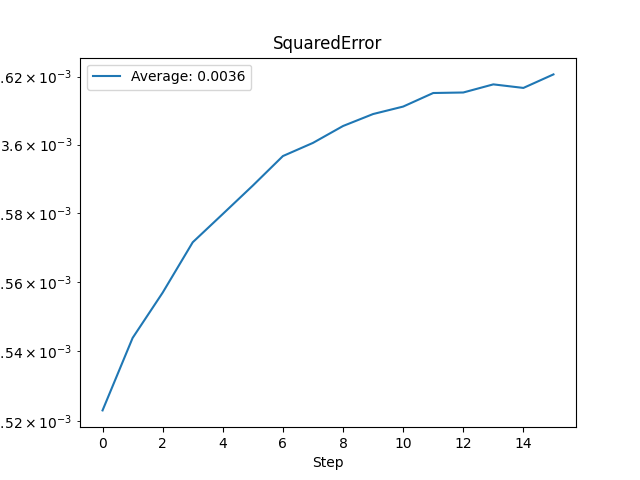 SquaredError
Average: 0.0036
.62 × 10⁻³
3.6 × 10⁻³
.58 × 10⁻³
.56 × 10⁻³
.54 × 10⁻³
.52 × 10⁻³
0 2 4 6 8 10 12 14
Step